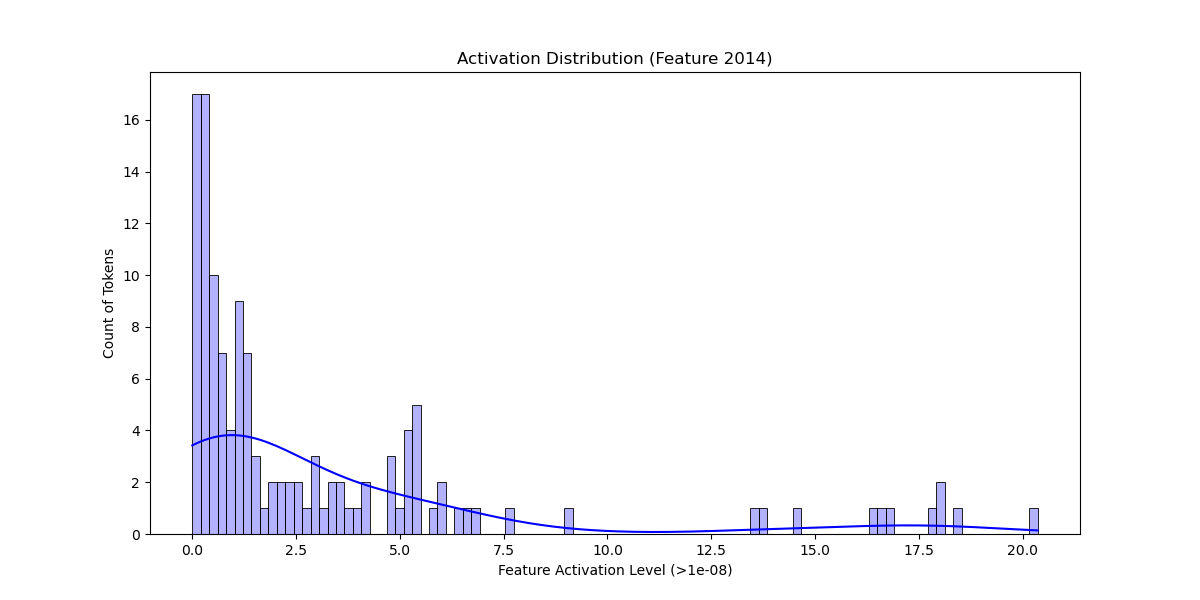 Activation Distribution (Feature 2014)
Count of Tokens
16
14
12
10
8
6
4
2
0
0.0 2.5 5.0 7.5 10.0 12.5 15.0 17.5 20.0
Feature Activation Level (>1e-08)